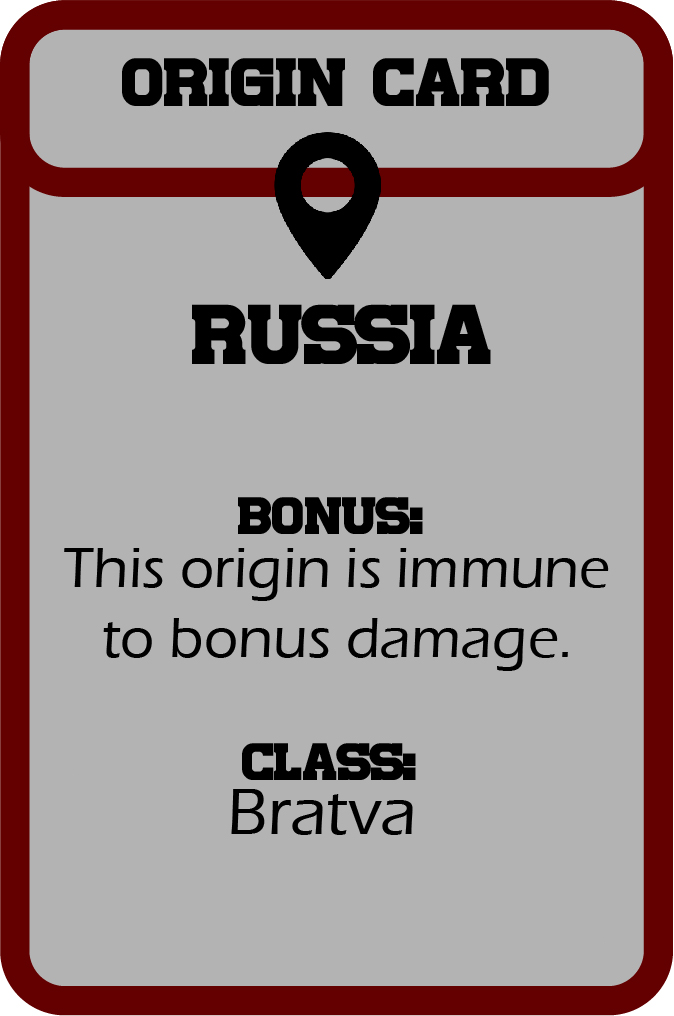 ORIGIN CARD
RUSSIA
BONUS:
This origin is immune
to bonus damage.
CLASS:
Bratva